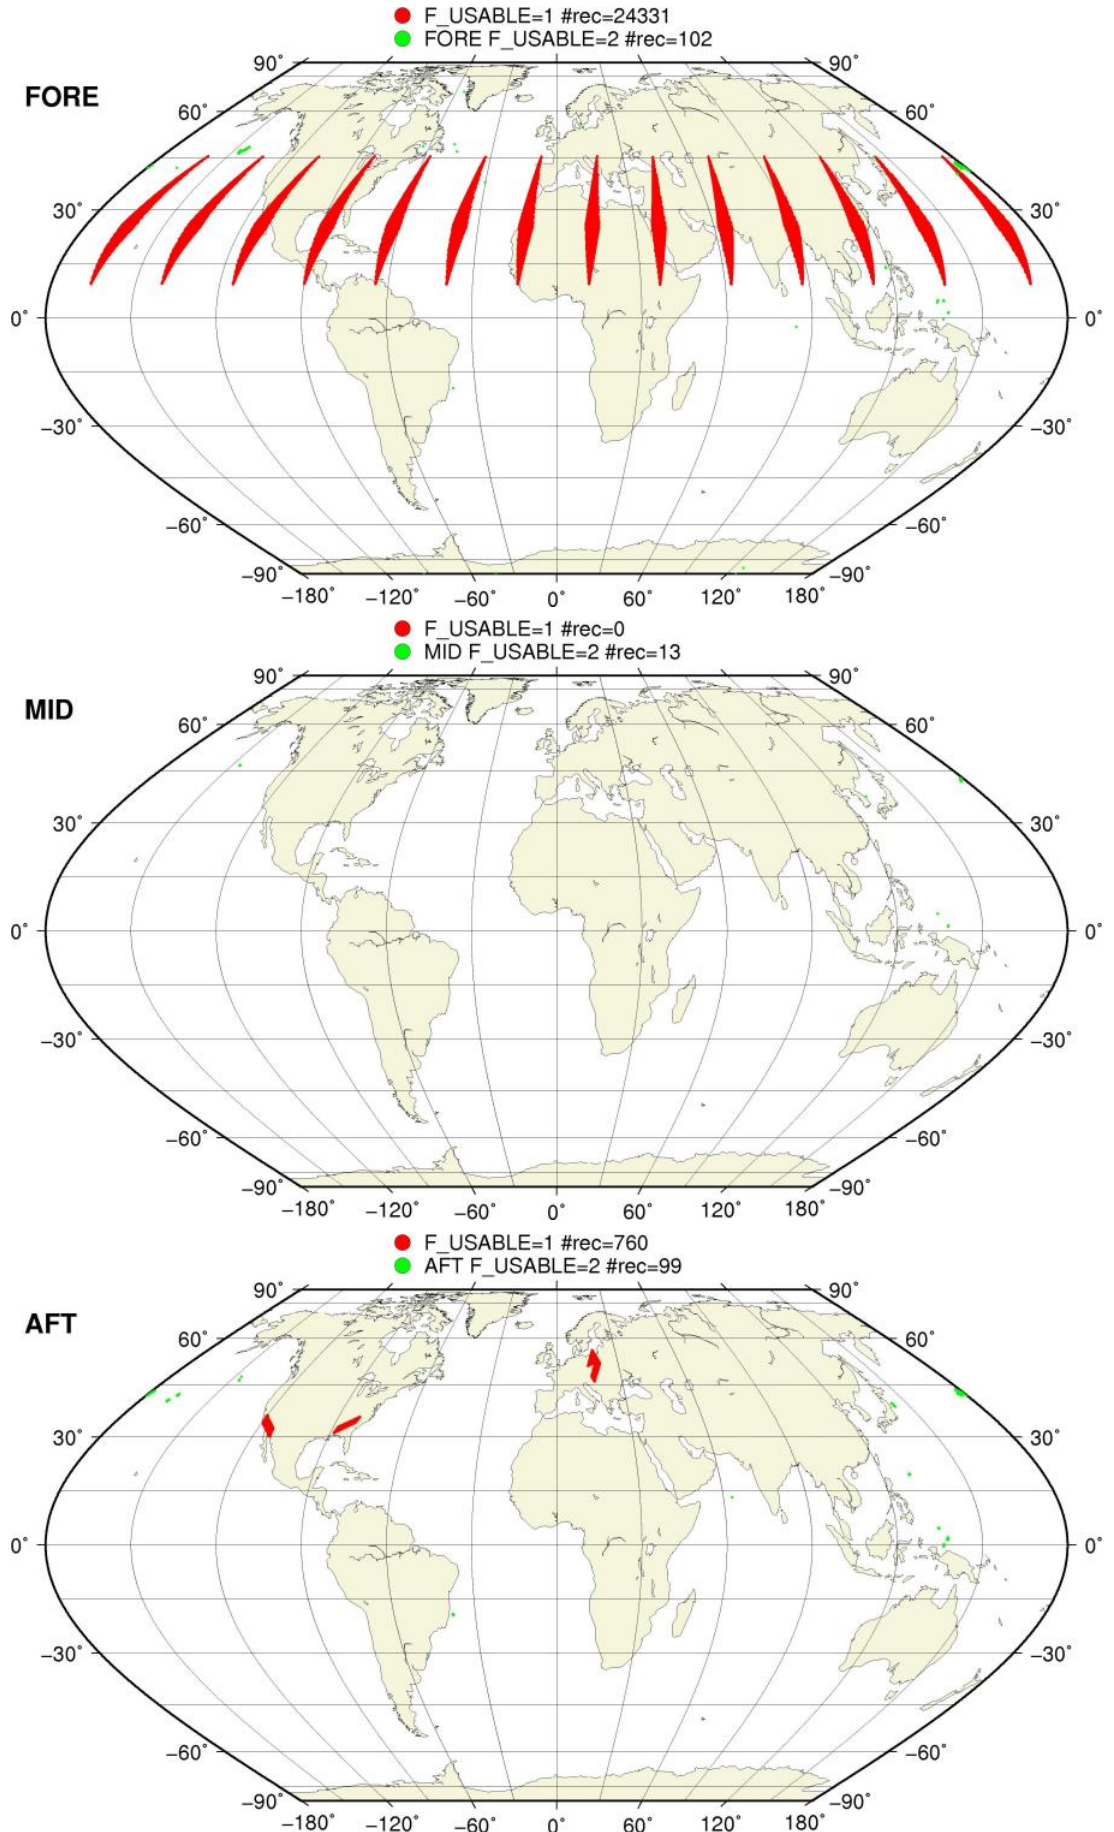 F_USABLE=1 #rec=24331
FORE F_USABLE=2 #rec=102
FORE
90° 90°
60° 60°
30° 30°
0° 0°
−30° −30°
−60° −60°
−90° −90°
−180° −120° −60° 0° 60° 120° 180°
F_USABLE=1 #rec=0
MID F_USABLE=2 #rec=13
MID
90° 90°
60° 60°
30° 30°
0° 0°
−30° −30°
−60° −60°
−90° −90°
−180° −120° −60° 0° 60° 120° 180°
F_USABLE=1 #rec=760
AFT F_USABLE=2 #rec=99
AFT
90° 90°
60° 60°
30° 30°
0° 0°
−30° −30°
−60° −60°
−90° −90°
−180° −120° −60° 0° 60° 120° 180°